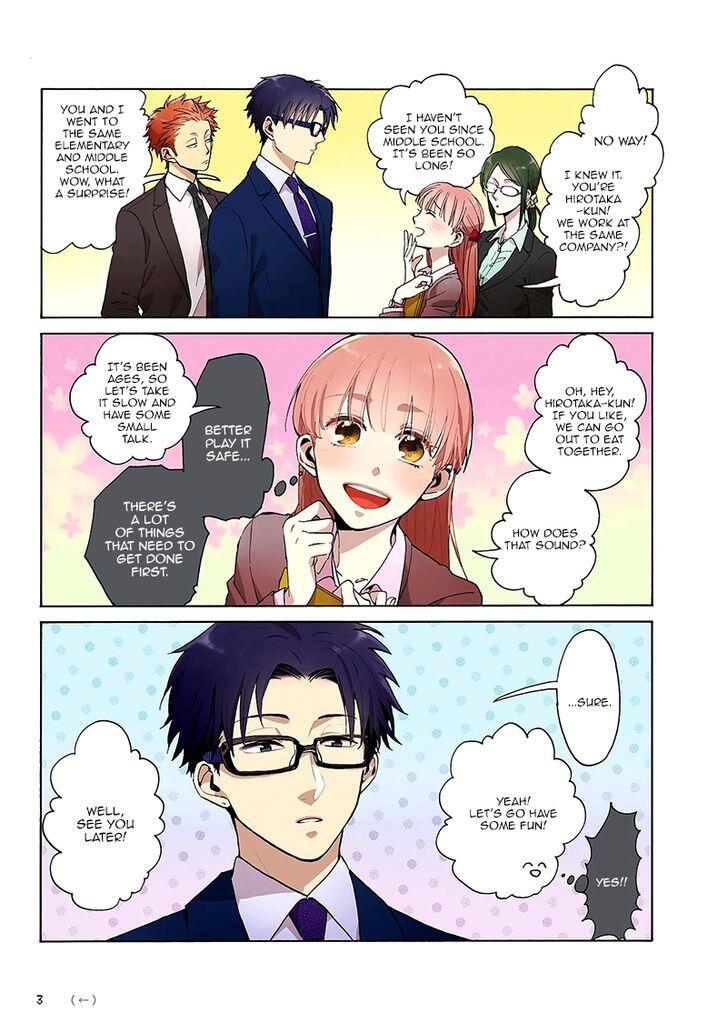 NO WAY!
I KNEW IT.
YOU'RE
HIROTAKA
-KUN!
WE WORK AT
THE SAME
COMPANY?!
I HAVEN'T
SEEN YOU SINCE
MIDDLE SCHOOL.
IT'S BEEN SO
LONG!
YOU AND I
WENT TO
THE SAME
ELEMENTARY
AND MIDDLE
SCHOOL.
WOW, WHAT
A SURPRISE!
OH, HEY,
HIROTAKA-KUN!
IF YOU LIKE,
WE CAN GO
OUT TO EAT
TOGETHER.
HOW DOES
THAT SOUND?
BETTER
PLAY IT
SAFE...
IT'S BEEN
AGES, SO
LET'S TAKE
IT SLOW AND
HAVE SOME
SMALL
TALK.
THERE'S
A LOT
OF THINGS
THAT NEED TO
GET DONE
FIRST.
...SURE.
YEAH!
LET'S GO HAVE
SOME FUN!
YES!!
WELL,
SEE YOU
LATER!
3 (←)